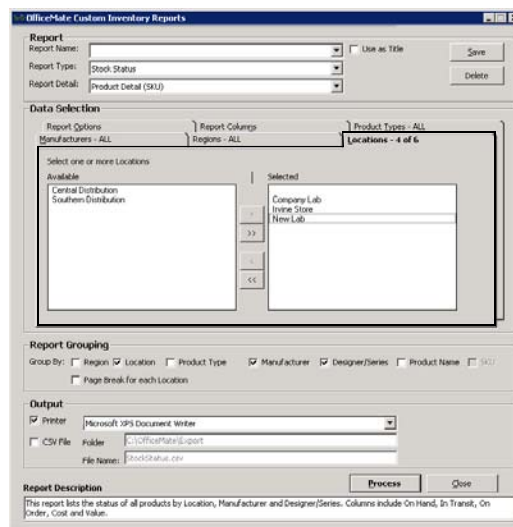 OfficeMate Custom Inventory Reports
Report
Report Name:
Use as Title
Save
Report Type:
Stock Status
Delete
Report Detail:
Product Detail (SKU)
Data Selection
Report Options
Report Columns
Product Types - ALL
Manufacturers - ALL
Regions - ALL
Locations - 4 of 6
Select one or more Locations
Available
Selected
Central Distribution
Southern Distribution
Company Lab
Irvine Store
New Lab
>
>>
<
<<
Report Grouping
Group By: Region Location Product Type Manufacturer Designer/Series Product Name SKU
Page Break for each Location
Output
Printer
Microsoft XPS Document Writer
CSV File
Folder
C:\OfficeMate\Export
File Name:
StockStatus.csv
Process
Close
Report Description
This report lists the status of all products by Location, Manufacturer and Designer/Series. Columns include On Hand, In Transit, On
Order, Cost and Value.